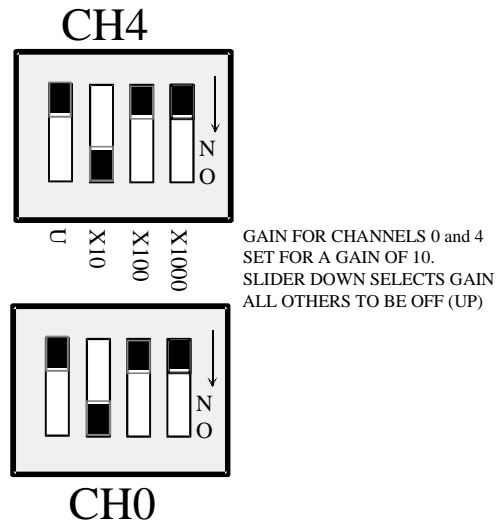 CH4
N
O
U
X10
X100
X1000
GAIN FOR CHANNELS 0 and 4
SET FOR A GAIN OF 10.
SLIDER DOWN SELECTS GAIN
ALL OTHERS TO BE OFF (UP)
N
O
CH0